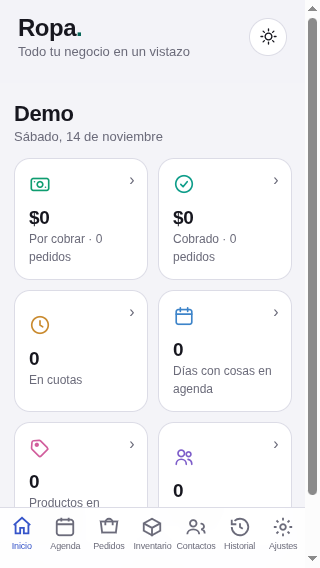 Ropa.
Todo tu negocio en un vistazo
Demo
Sábado, 14 de noviembre
$0
Por cobrar · 0
pedidos
$0
Cobrado · 0
pedidos
0
En cuotas
0
Días con cosas en
agenda
0
Productos en
0
Inicio
Agenda
Pedidos
Inventario
Contactos
Historial
Ajustes